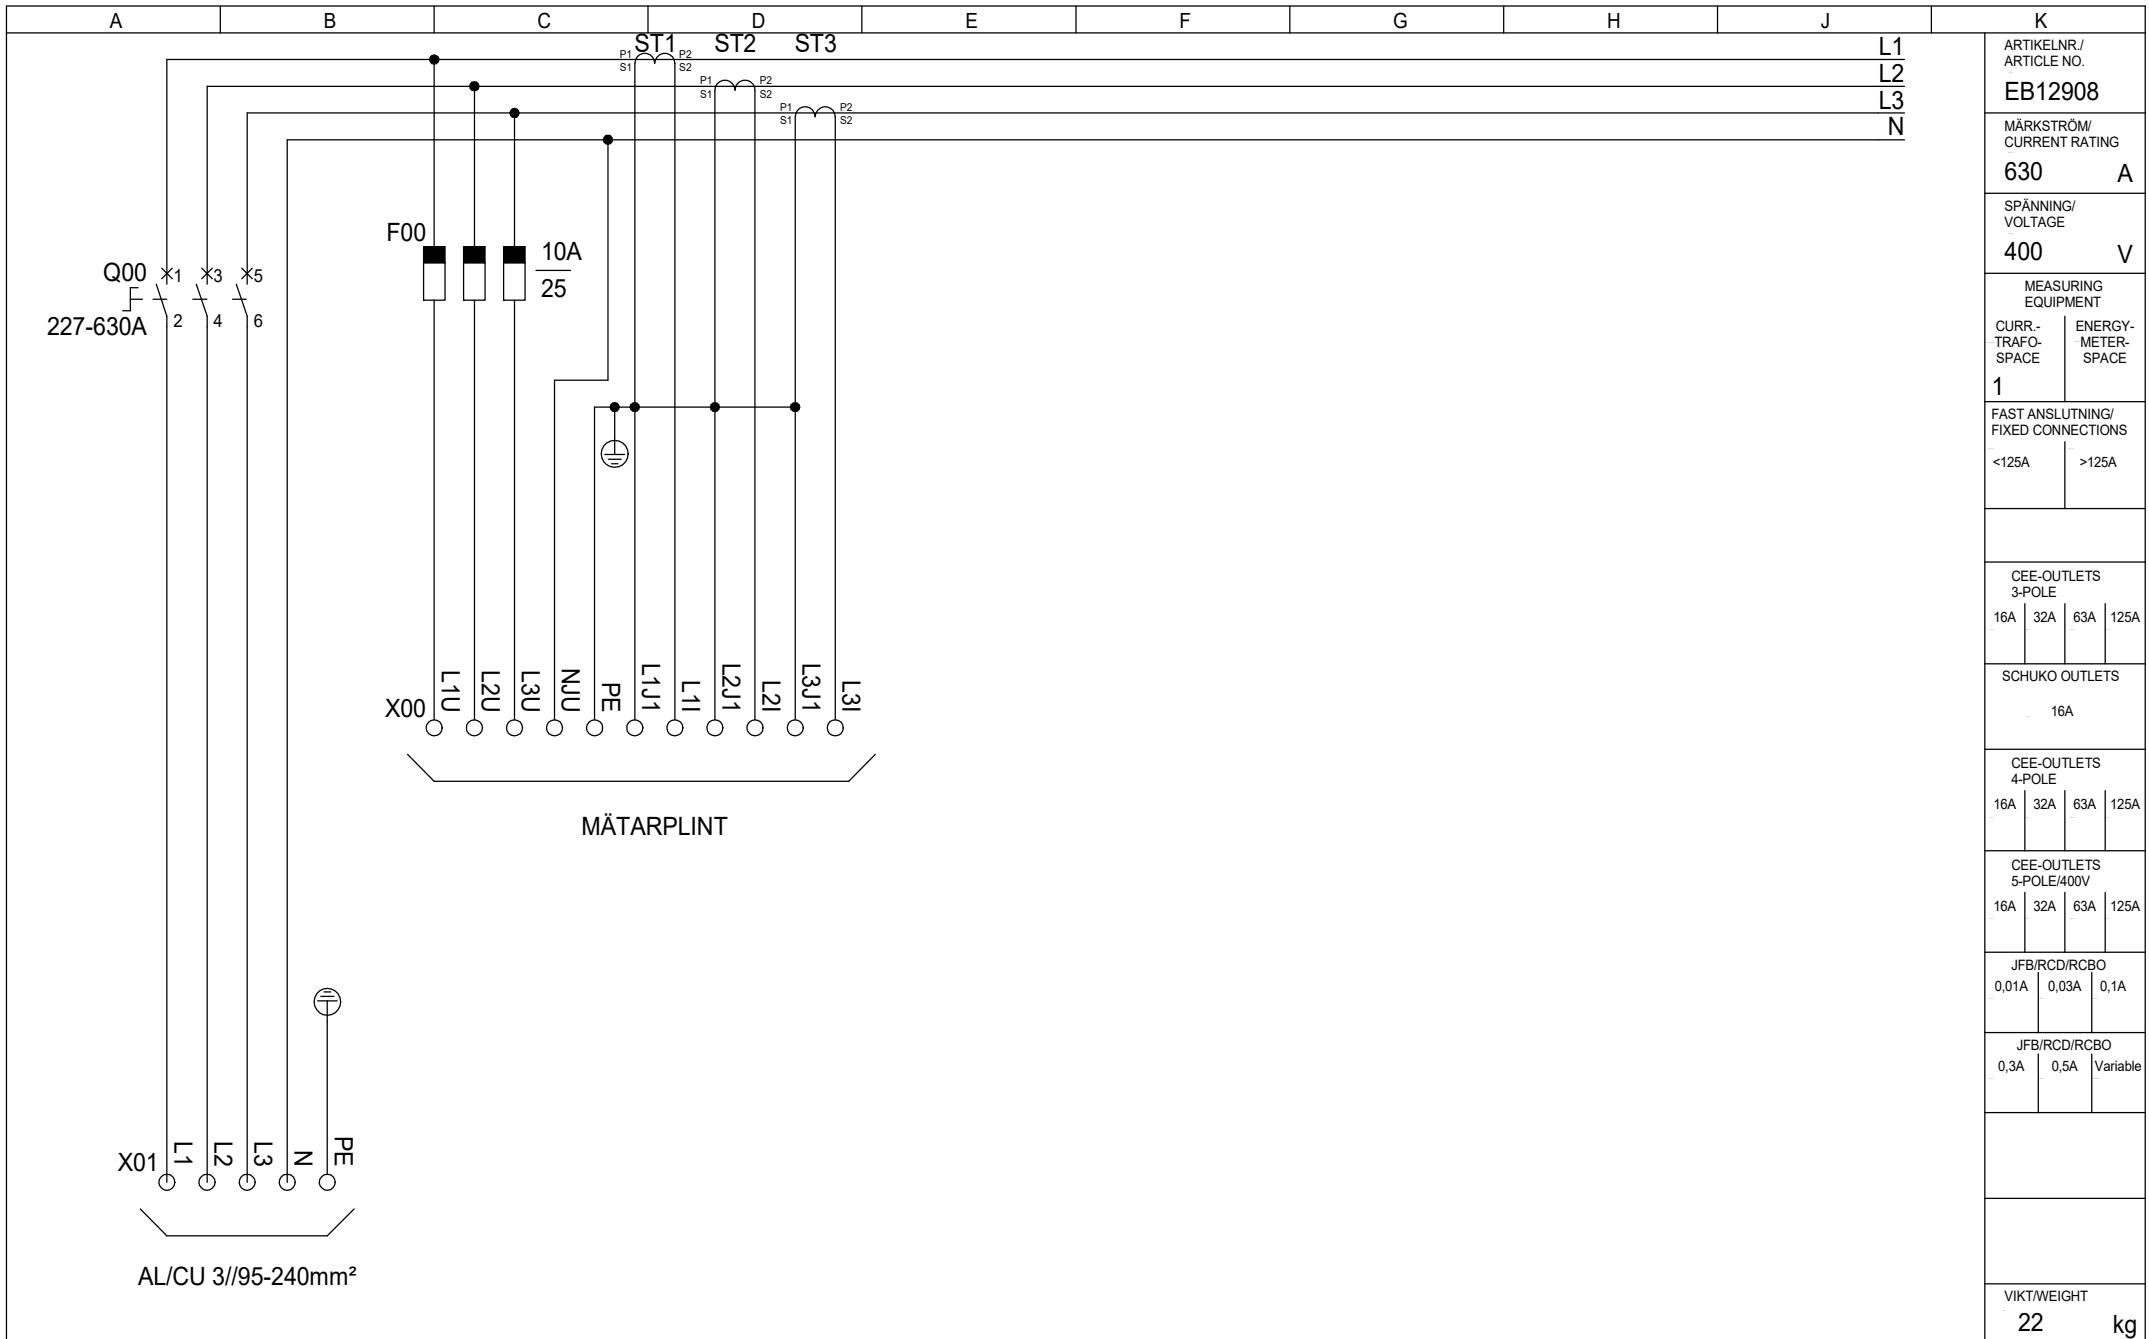 A B C D E F G H J K
ST1 ST2 ST3
P1 P2
S1 S2
P1 P2
S1 S2
P1 P2
S1 S2
L1
L2
L3
N
F00
10A
25
Q00 1 3 5
227-630A 2 4 6
X00 L1U L2U L3U NJU PE L1J1 L1I L2J1 L2I L3J1 L3I
MÄTARPLINT
X01 L1 L2 L3 N PE
AL/CU 3//95-240mm²
ARTIKELNR./
ARTICLE NO.
EB12908
MÄRKSTRÖM/
CURRENT RATING
630 A
SPÄNNING/
VOLTAGE
400 V
MEASURING
EQUIPMENT
CURR.-
TRAFO-
SPACE
1
ENERGY-
METER-
SPACE
FAST ANSLUTNING/
FIXED CONNECTIONS
<125A >125A
CEE-OUTLETS
3-POLE
16A 32A 63A 125A
SCHUKO OUTLETS
16A
CEE-OUTLETS
4-POLE
16A 32A 63A 125A
CEE-OUTLETS
5-POLE/400V
16A 32A 63A 125A
JFB/RCD/RCBO
0,01A 0,03A 0,1A
JFB/RCD/RCBO
0,3A 0,5A Variable
VIKT/WEIGHT
22 kg